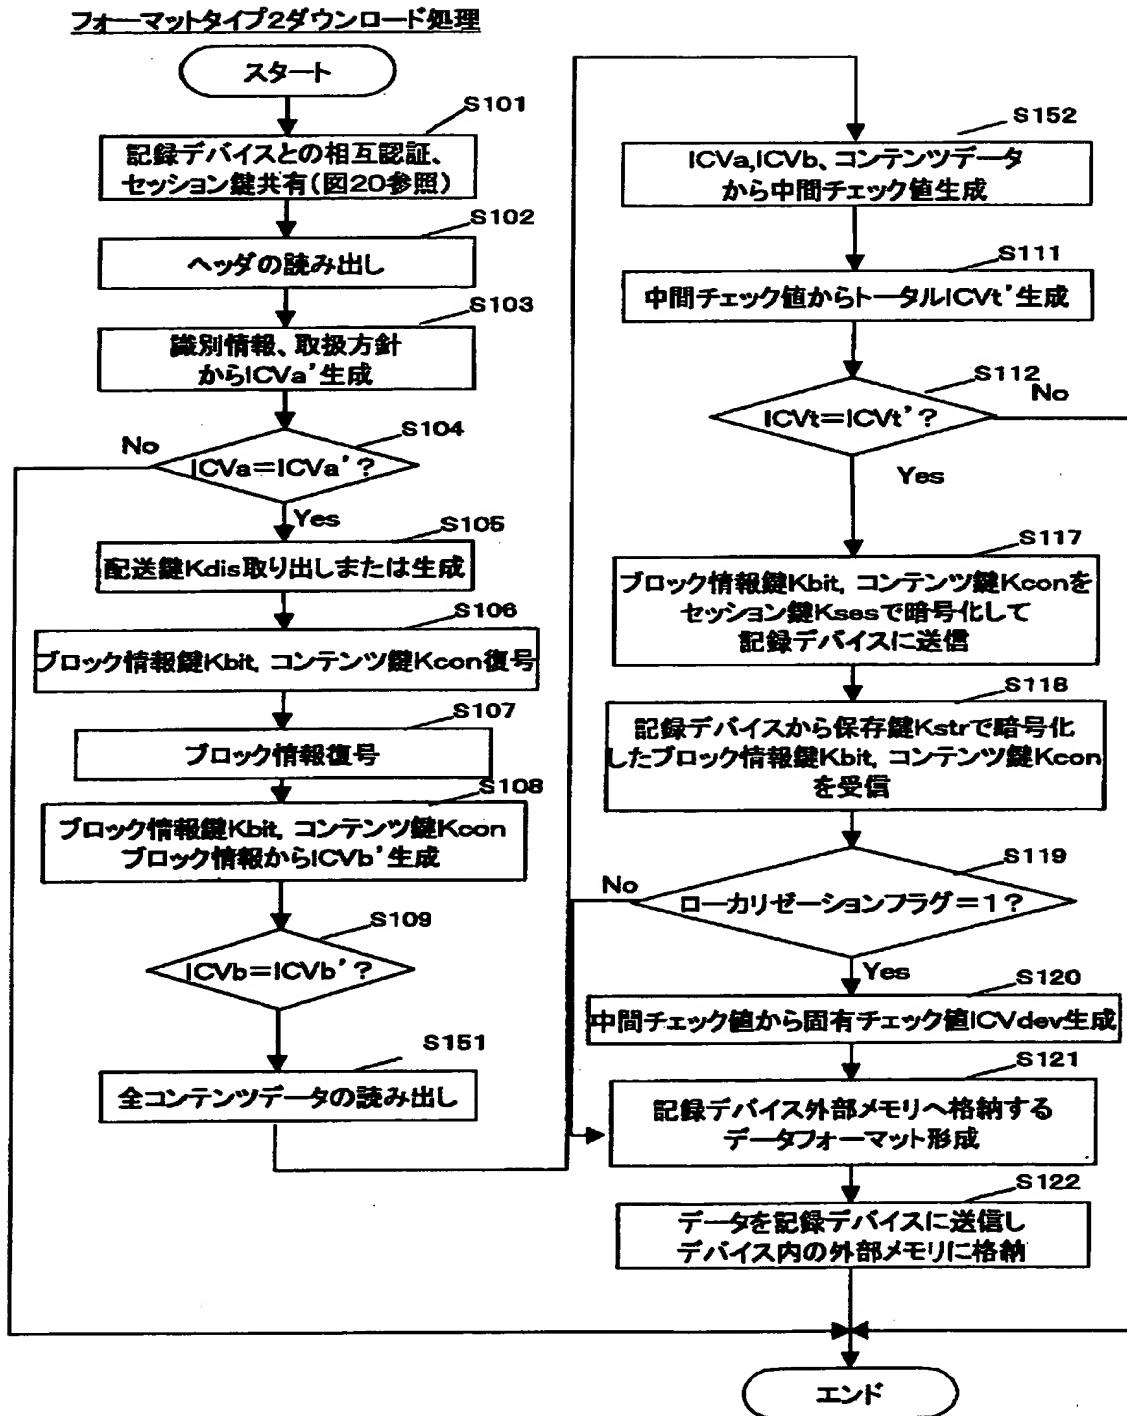 フォーマットタイプ2ダウンロード処理
スタート
S101
記録デバイスとの相互認証、
セッション鍵共有(図20参照)
S102
ヘッダの読み出し
S103
識別情報、取扱方針
からICVa'生成
S104
No
ICVa=ICVa'?
Yes
S105
配送鍵Kdis取り出しまたは生成
S106
ブロック情報鍵Kbit, コンテンツ鍵Kcon復号
S107
ブロック情報復号
S108
ブロック情報鍵Kbit, コンテンツ鍵Kcon
ブロック情報からICVb'生成
S109
ICVb=ICVb'?
S151
全コンテンツデータの読み出し
S152
ICVa,ICVb、コンテンツデータ
から中間チェック値生成
S111
中間チェック値からトータルICVt'生成
S112
No
ICVt=ICVt'?
Yes
S117
ブロック情報鍵Kbit, コンテンツ鍵Kconを
セッション鍵Ksesで暗号化して
記録デバイスに送信
S118
記録デバイスから保存鍵Kstrで暗号化
したブロック情報鍵Kbit, コンテンツ鍵Kcon
を受信
S119
No
ローカリゼーションフラグ=1?
Yes
S120
中間チェック値から固有チェック値ICVdev生成
S121
記録デバイス外部メモリへ格納する
データフォーマット形成
S122
データを記録デバイスに送信し
デバイス内の外部メモリに格納
エンド